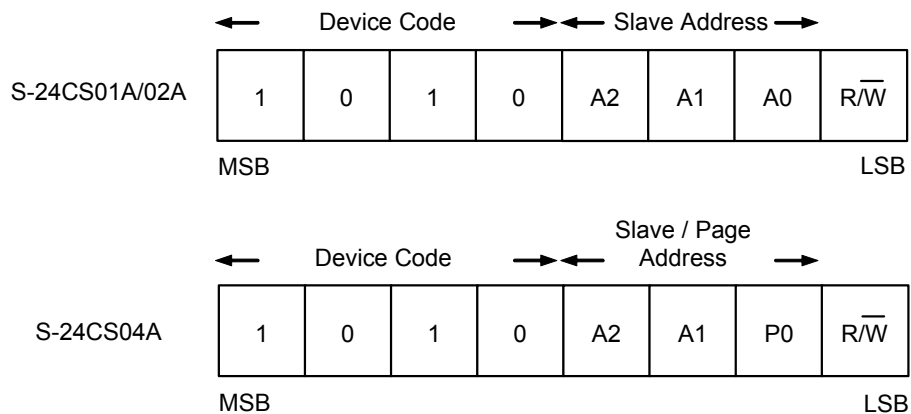 Device Code Slave Address
S-24CS01A/02A 1 0 1 0 A2 A1 A0 R/W̅
MSB LSB
Slave / Page
Device Code Address
S-24CS04A 1 0 1 0 A2 A1 P0 R/W̅
MSB LSB